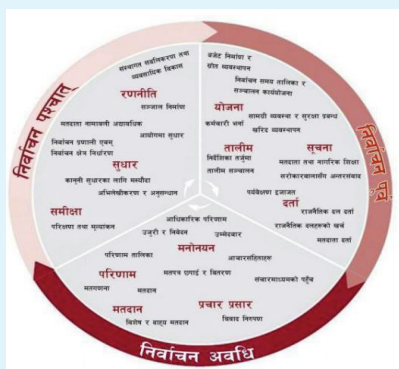 निर्वाचन पश्चात्
संस्थागत सबलिकरण तथा
व्यवसायिक विकास
रणनीति
सञ्जाल निर्माण
मतदाता नामावली अद्यावधिक
आयोगमा सुधार
निर्वाचन प्रणाली एवम्
निर्वाचन क्षेत्र निर्धारण
सुधार
कानूनी सुधारका लागि मस्यौदा
अभिलेखीकरण र अनुसन्धान
समीक्षा
परिक्षण तथा मूल्यांकन
निर्वाचन पूर्व
बजेट निर्माण र
स्रोत व्यवस्थापन
निर्वाचन समय तालिका र
सञ्चालन कार्ययोजना
योजना
सामग्री व्यवस्था र सुरक्षा प्रबन्ध
कर्मचारी भर्ना
खरिद व्यवस्थापन
तालीम
निर्देशिका तर्जुमा
तालीम सञ्चालन
सूचना
मतदाता तथा नागरिक शिक्षा
सरोकारवालासँग अन्तरसंवाद
पर्यवेक्षण इजाजत
दर्ता
राजनैतिक दल दर्ता
राजनैतिक दलहरूको खर्च
मतदाता दर्ता
आधिकारिक परिणाम
उजुरी र निवेदन
उम्मेदवार
मनोनयन
परिणाम तालिका
आचारसंहिताहरू
परिणाम
मतपत्र छपाई र वितरण
संचारमाध्यमको पहुँच
मतगणना
मतदान
मतदान
प्रचार प्रसार
विशेष र बाह्य मतदान
विवाद निरुपण
निर्वाचन अवधि